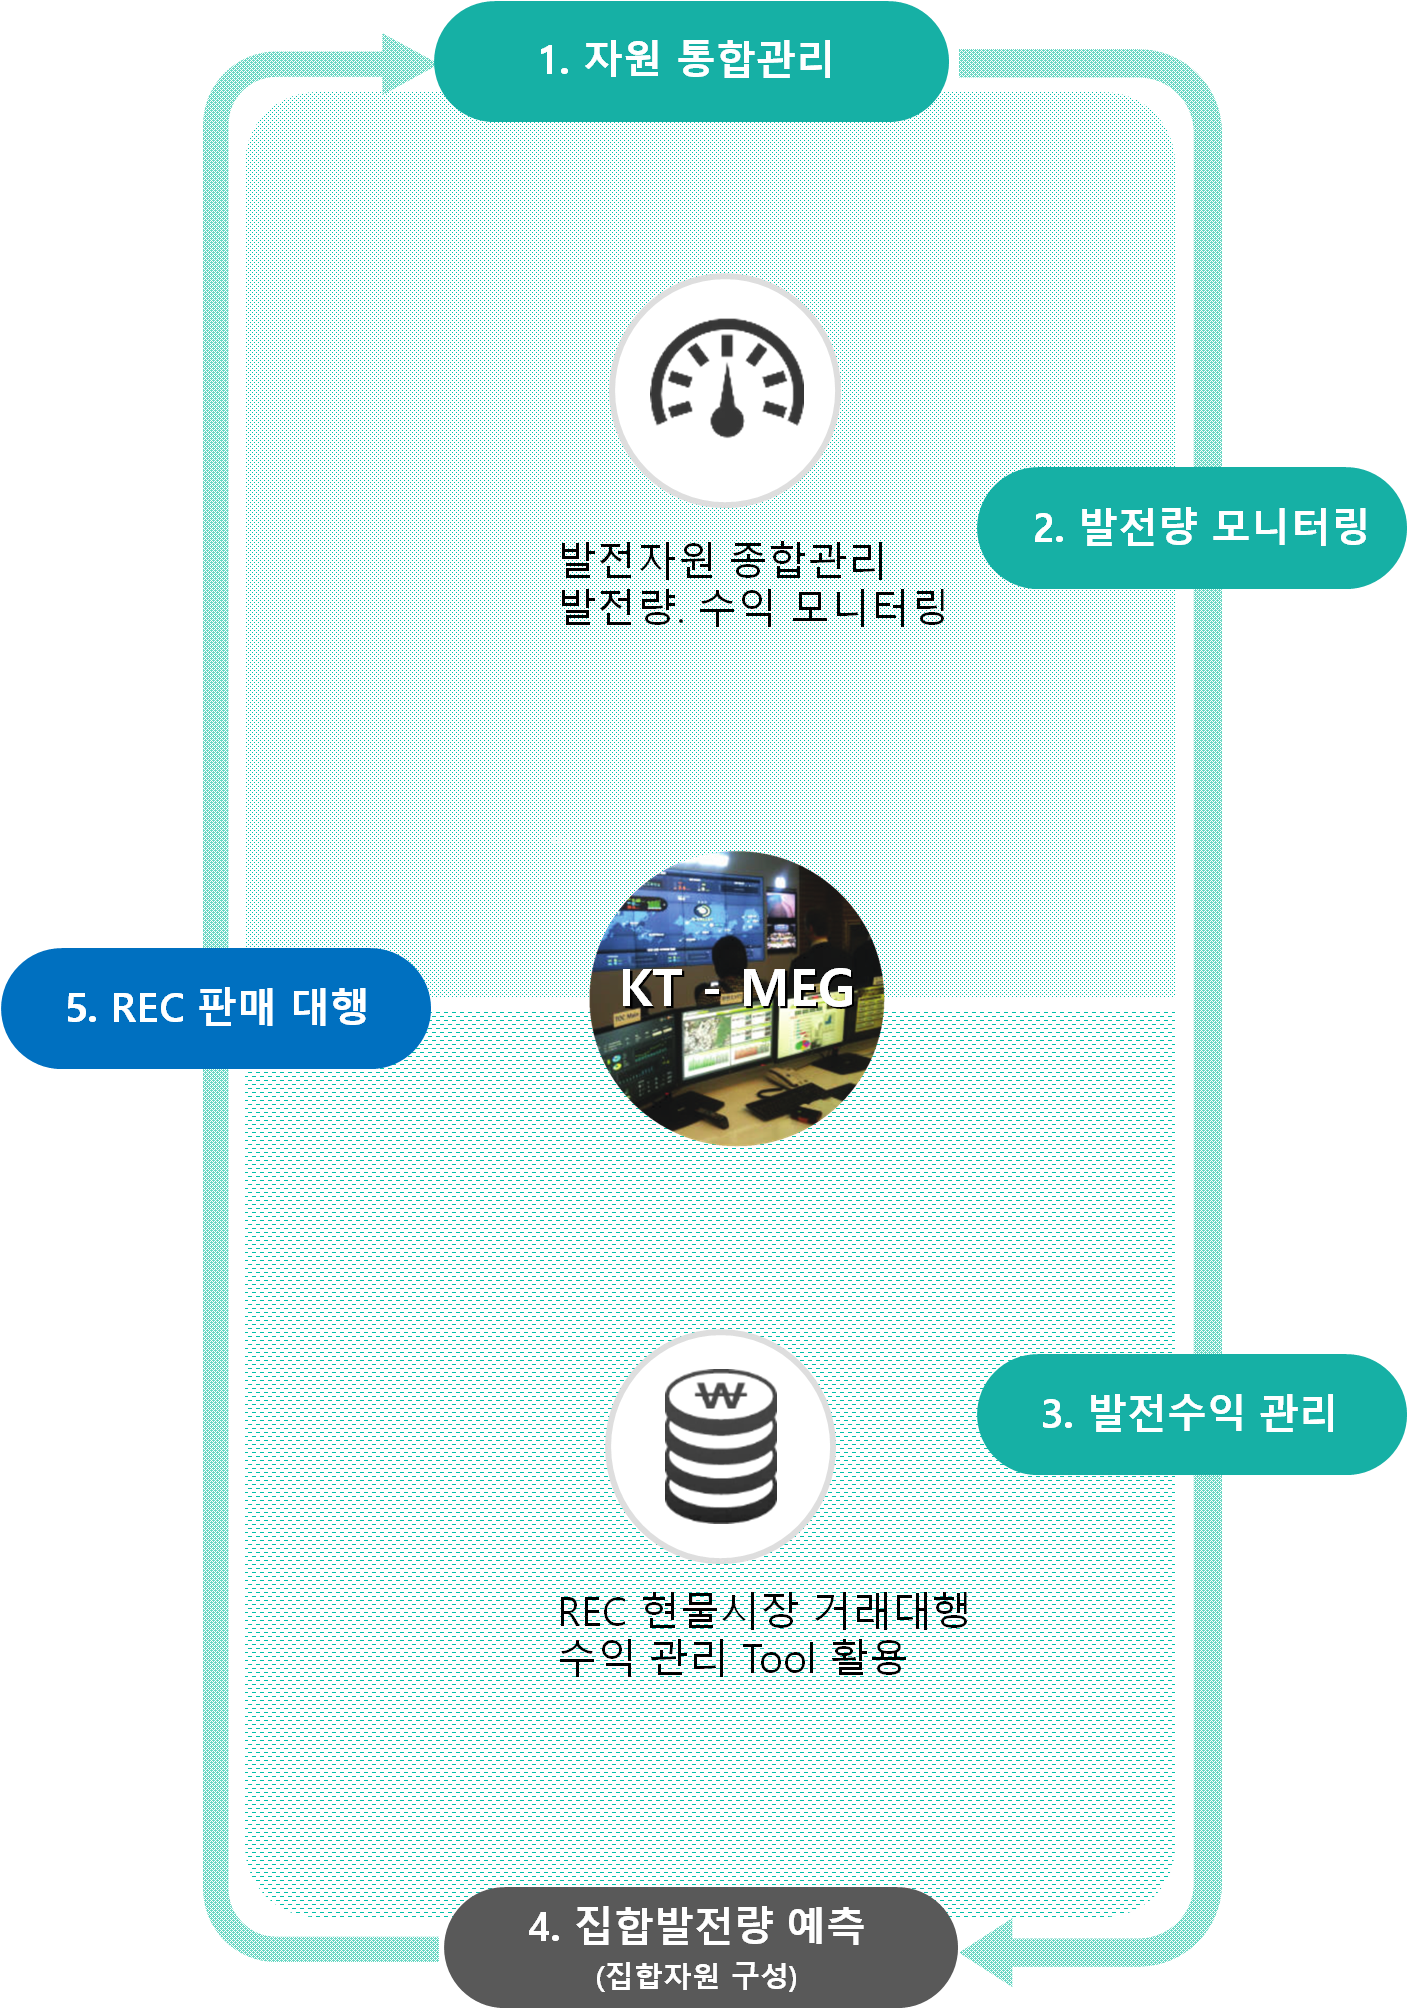 1. 자원 통합관리
발전자원 종합관리
발전량. 수익 모니터링
2. 발전량 모니터링
KT - MEG
5. REC 판매 대행
3. 발전수익 관리
REC 현물시장 거래대행
수익 관리 Tool 활용
4. 집합발전량 예측
(집합자원 구성)